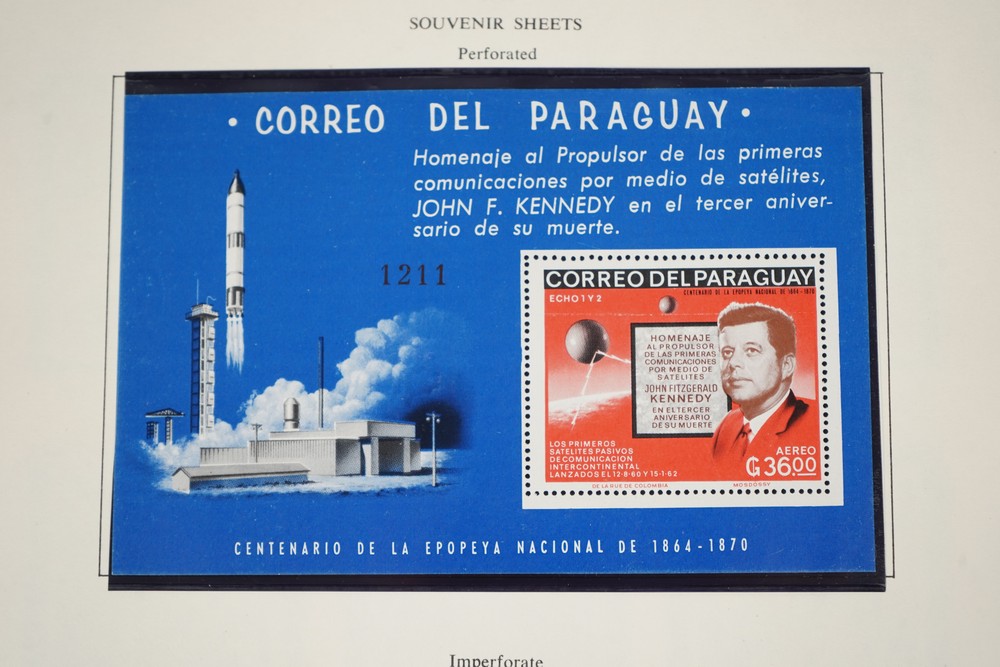 SOUVENIR SHEETS
Perforated
• CORREO DEL PARAGUAY •
Homenaje al Propulsor de las primeras
comunicaciones por medio de satélites,
JOHN F. KENNEDY en el tercer aniver-
sario de su muerte.
1211
CORREO DEL PARAGUAY
CENTENARIO DE LA EPOPEYA NACIONAL DE 1864-1870
ECHO 1 Y 2
HOMENAJE
AL PROPULSOR
DE LAS PRIMERAS
COMUNICACIONES
POR MEDIO DE
SATELITES
JOHN FITZGERALD
KENNEDY
EN EL TERCER
ANIVERSARIO
DE SU MUERTE
LOS PRIMEROS
SATELITES PASIVOS
DE COMUNICACION
INTERCONTINENTAL
LANZADOS EL 12·8·60 Y 15·1·62
AEREO
₲ 36.00
DE LA RUE DE COLOMBIA
MOSDOSSY
CENTENARIO DE LA EPOPEYA NACIONAL DE 1864-1870
Imperforate